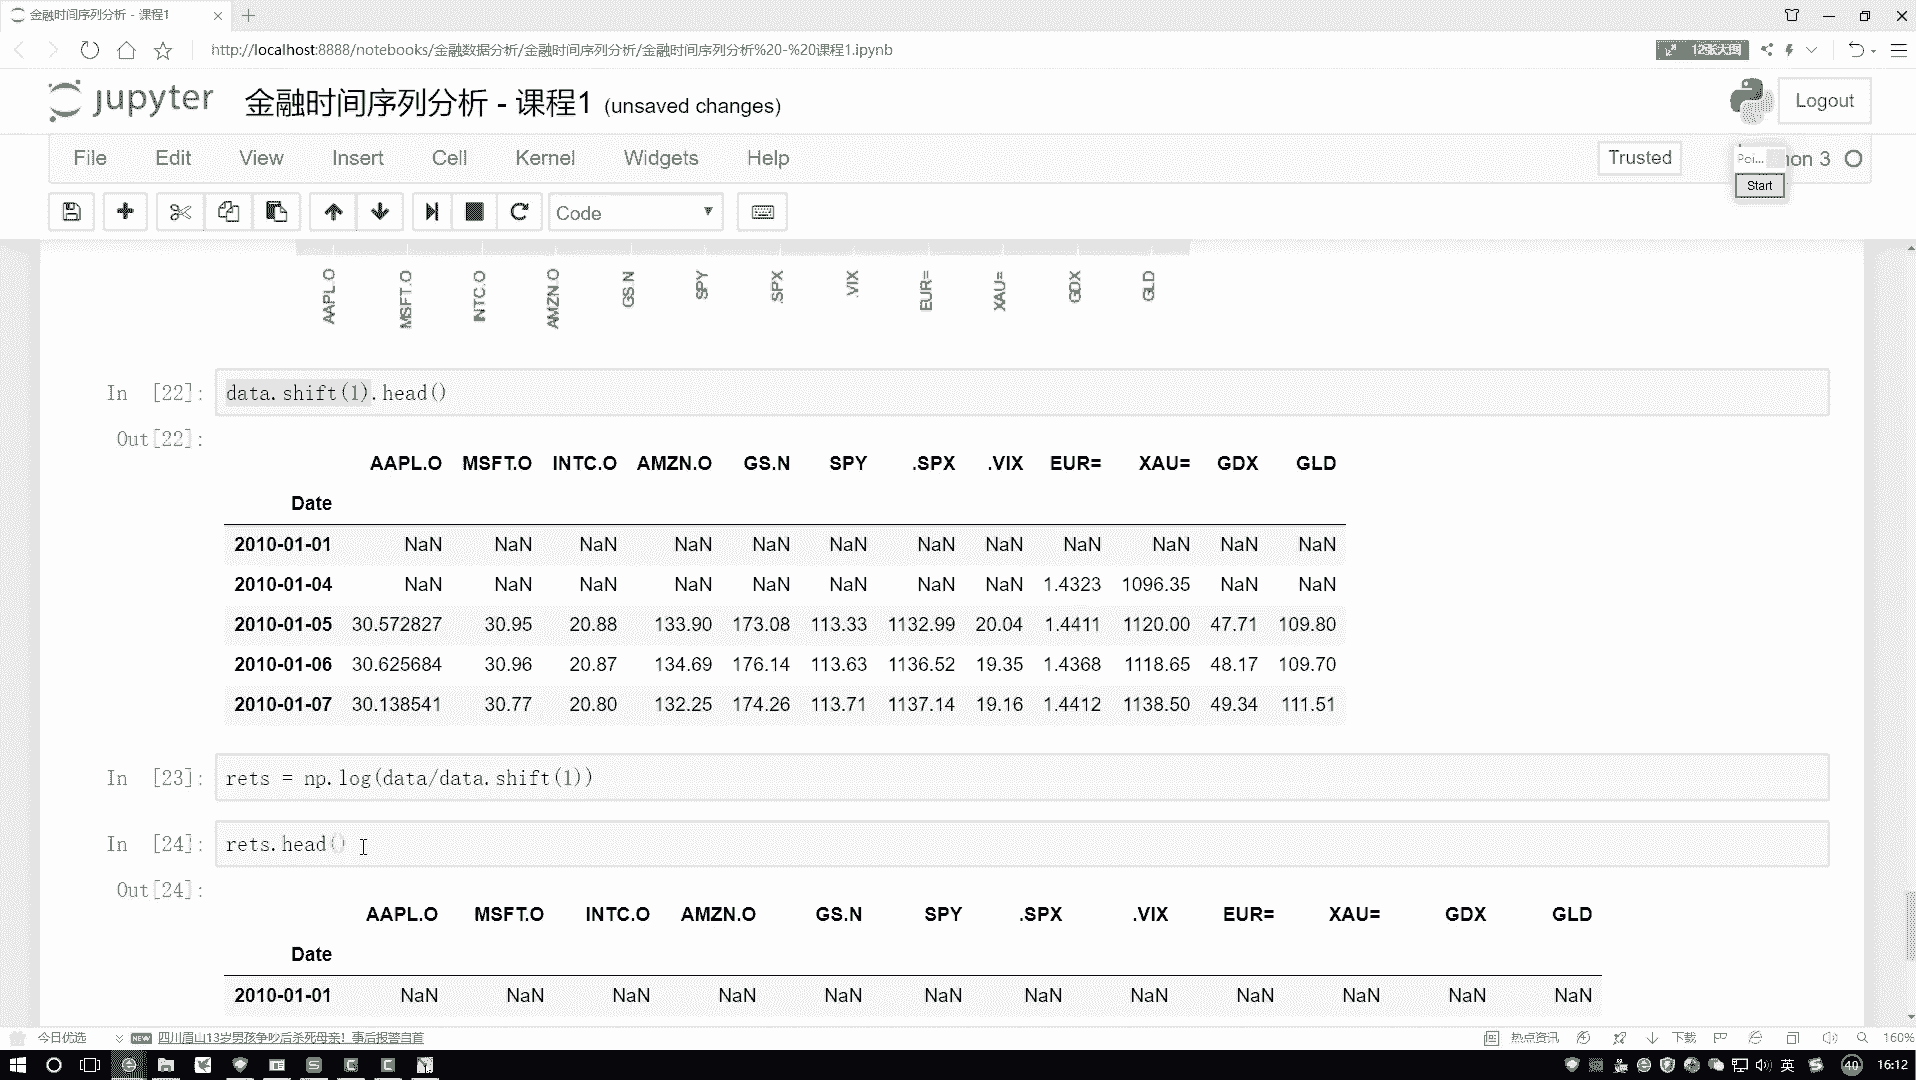 金融时间序列分析 - 课程1
http://localhost:8888/notebooks/金融数据分析/金融时间序列分析/金融时间序列分析%20-%20课程1.ipynb
12张大图
jupyter 金融时间序列分析 - 课程1 (unsaved changes)
Logout
File Edit View Insert Cell Kernel Widgets Help
Trusted
Poi... hon 3
Start
Code
AAPL.O MSFT.O INTC.O AMZN.O GS.N SPY .SPX .VIX EUR= XAU= GDX GLD
In [22]: data.shift(1).head()
Out[22]:
AAPL.O MSFT.O INTC.O AMZN.O GS.N SPY .SPX .VIX EUR= XAU= GDX GLD
Date
2010-01-01 NaN NaN NaN NaN NaN NaN NaN NaN NaN NaN NaN NaN
2010-01-04 NaN NaN NaN NaN NaN NaN NaN NaN 1.4323 1096.35 NaN NaN
2010-01-05 30.572827 30.95 20.88 133.90 173.08 113.33 1132.99 20.04 1.4411 1120.00 47.71 109.80
2010-01-06 30.625684 30.96 20.87 134.69 176.14 113.63 1136.52 19.35 1.4368 1118.65 48.17 109.70
2010-01-07 30.138541 30.77 20.80 132.25 174.26 113.71 1137.14 19.16 1.4412 1138.50 49.34 111.51
In [23]: rets = np.log(data/data.shift(1))
In [24]: rets.head()
Out[24]:
AAPL.O MSFT.O INTC.O AMZN.O GS.N SPY .SPX .VIX EUR= XAU= GDX GLD
Date
2010-01-01 NaN NaN NaN NaN NaN NaN NaN NaN NaN NaN NaN NaN
今日优选 NEW 四川眉山13岁男孩争吵后杀死母亲！事后报警自首
热点资讯 下载 160%
英 40 16:12